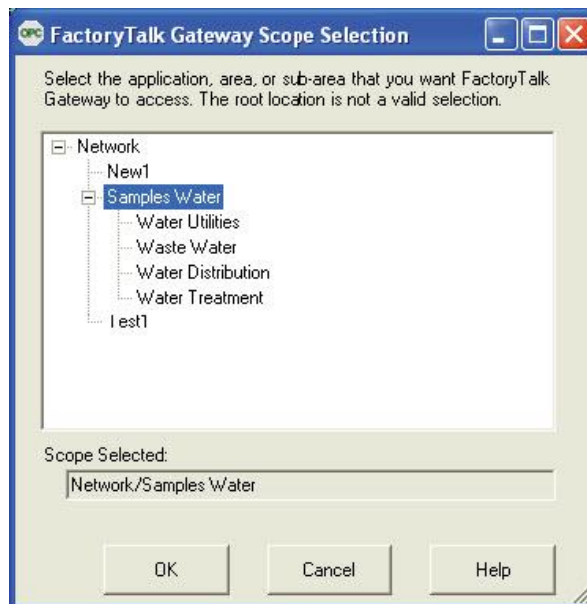 OPC FactoryTalk Gateway Scope Selection
Select the application, area, or sub-area that you want FactoryTalk
Gateway to access. The root location is not a valid selection.
Network
New1
Samples Water
Water Utilities
Waste Water
Water Distribution
Water Treatment
Test1
Scope Selected:
Network/Samples Water
OK Cancel Help